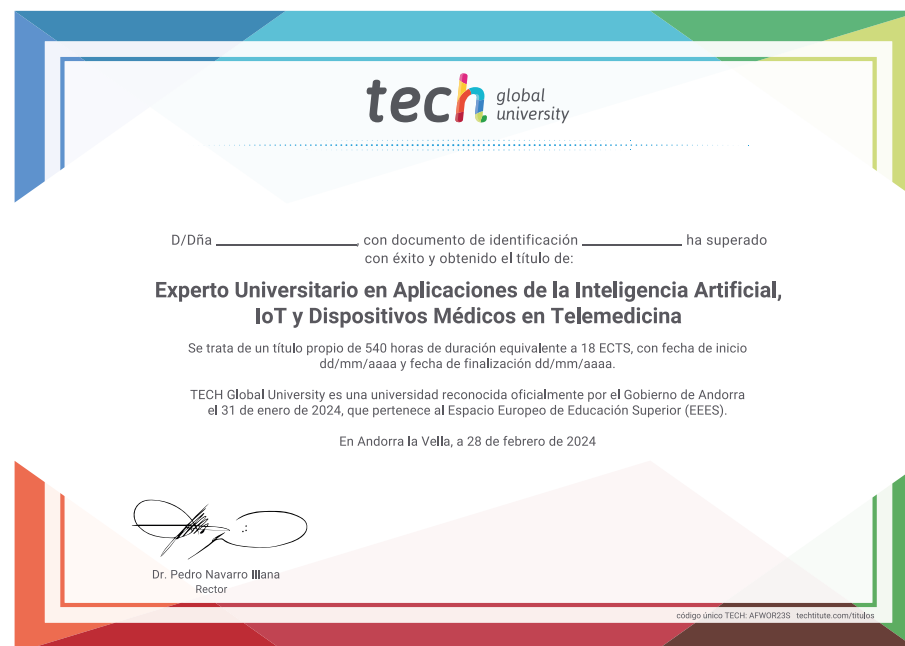 tech global university
D/Dña ____________, con documento de identificación ____________ ha superado
con éxito y obtenido el título de:
Experto Universitario en Aplicaciones de la Inteligencia Artificial,
IoT y Dispositivos Médicos en Telemedicina
Se trata de un título propio de 540 horas de duración equivalente a 18 ECTS, con fecha de inicio
dd/mm/aaaa y fecha de finalización dd/mm/aaaa.
TECH Global University es una universidad reconocida oficialmente por el Gobierno de Andorra
el 31 de enero de 2024, que pertenece al Espacio Europeo de Educación Superior (EEES).
En Andorra la Vella, a 28 de febrero de 2024
Dr. Pedro Navarro Illana
Rector
código único TECH: AFWOR23S techtitute.com/titulos